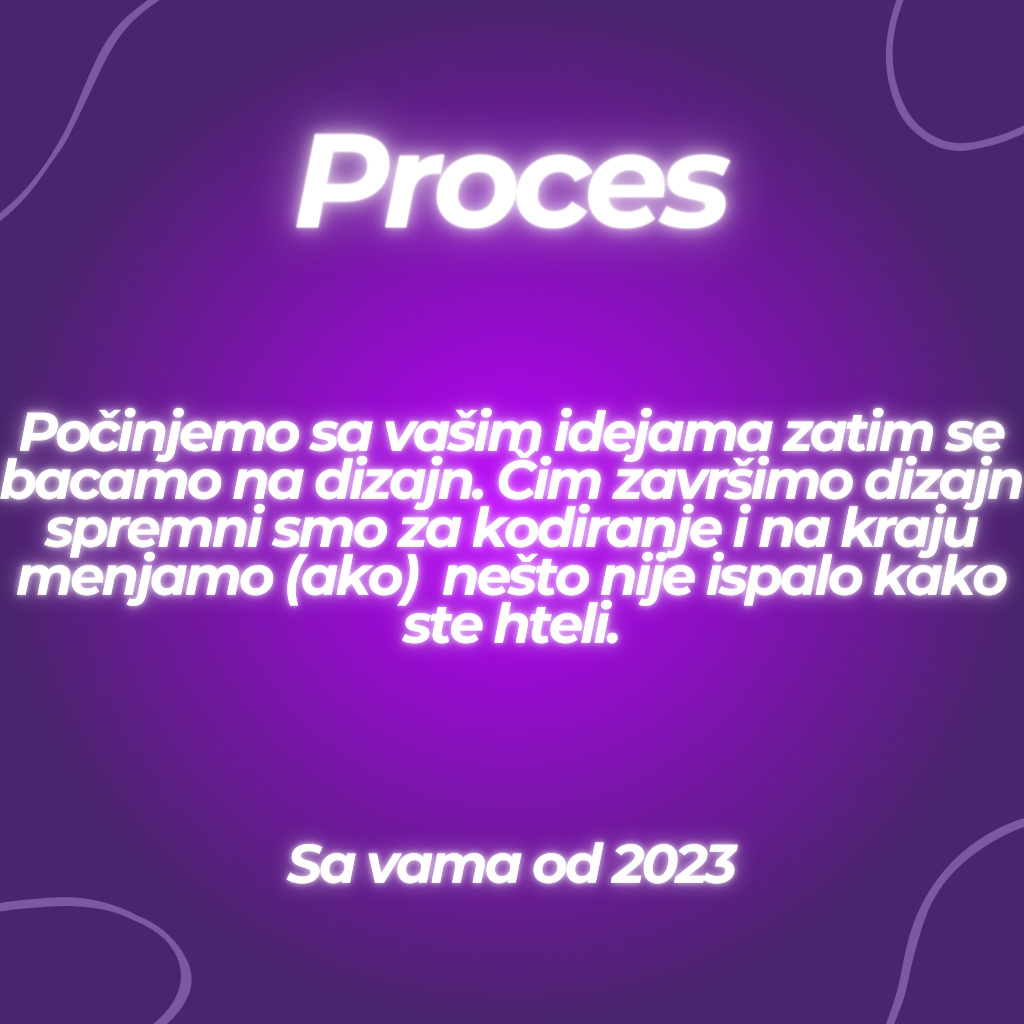 Proces
Počinjemo sa vašim idejama zatim se
bacamo na dizajn. Čim završimo dizajn
spremni smo za kodiranje i na kraju
menjamo (ako)  nešto nije ispalo kako
ste hteli.
Sa vama od 2023